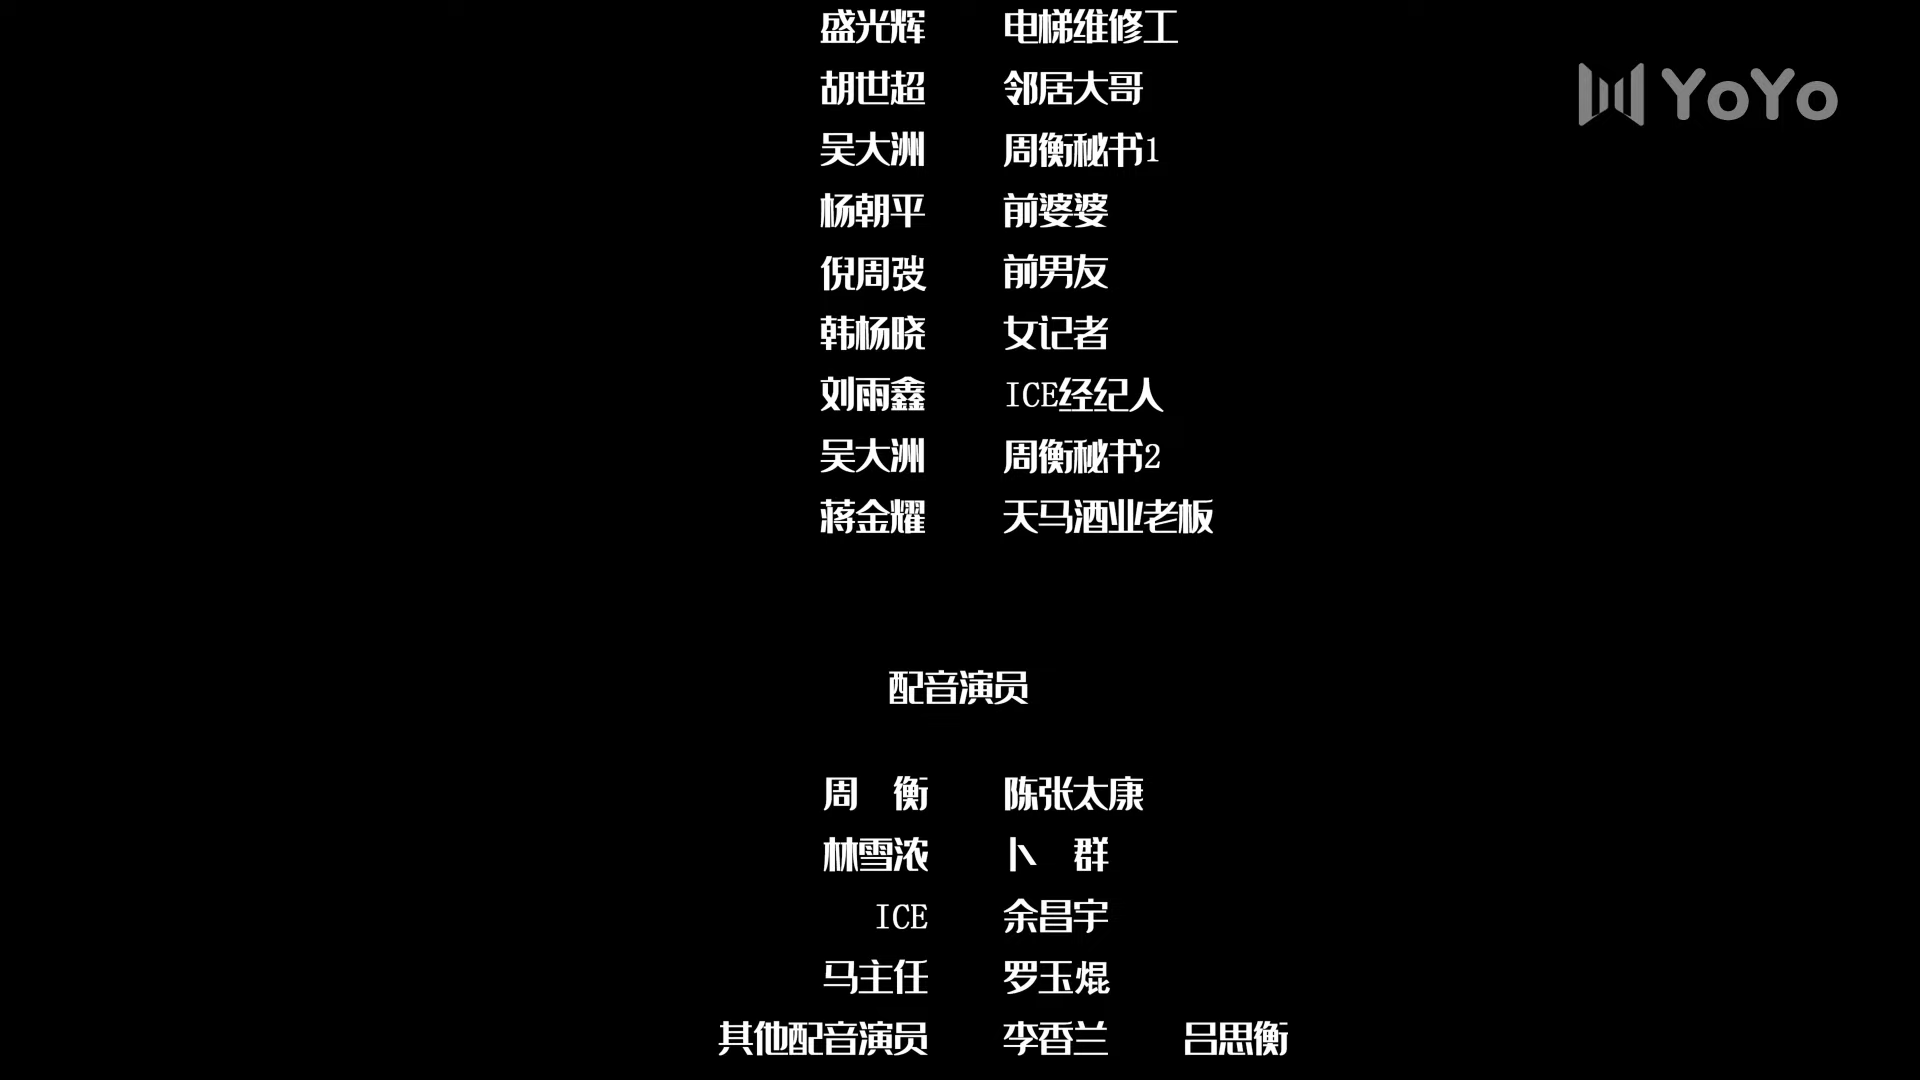 盛光辉 电梯维修工
YoYo
胡世超 邻居大哥
吴大洲 周衡秘书1
杨朝平 前婆婆
倪周弢 前男友
韩杨晓 女记者
刘雨鑫 ICE经纪人
吴大洲 周衡秘书2
蒋金耀 天马酒业老板
配音演员
周 衡 陈张太康
林雪浓 卜 群
ICE 余昌宇
马主任 罗玉焜
其他配音演员 李香兰 吕思衡